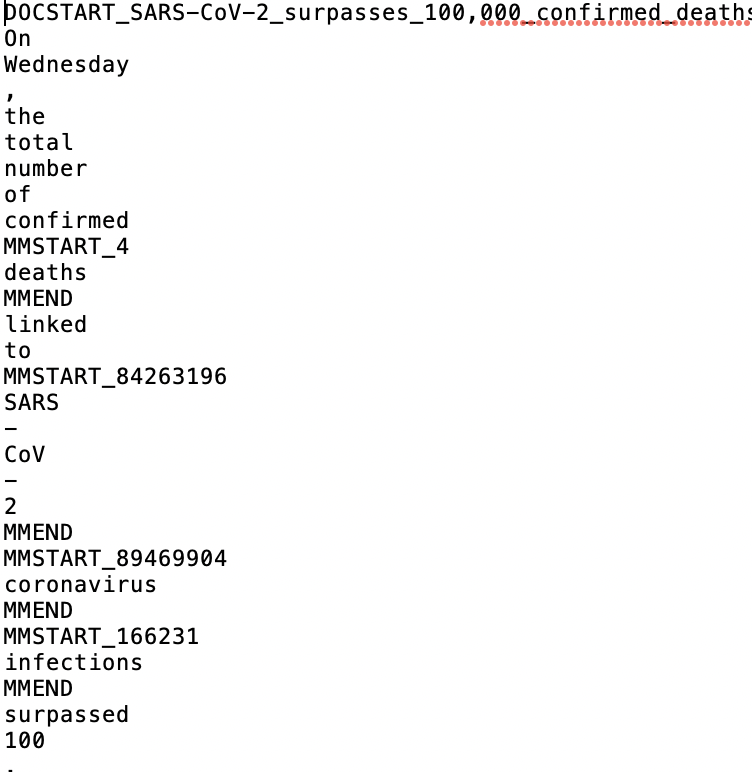 DOCSTART_SARS-CoV-2_surpasses_100,000_confirmed_deaths
On
Wednesday
,
the
total
number
of
confirmed
MMSTART_4
deaths
MMEND
linked
to
MMSTART_84263196
SARS
-
CoV
-
2
MMEND
MMSTART_89469904
coronavirus
MMEND
MMSTART_166231
infections
MMEND
surpassed
100